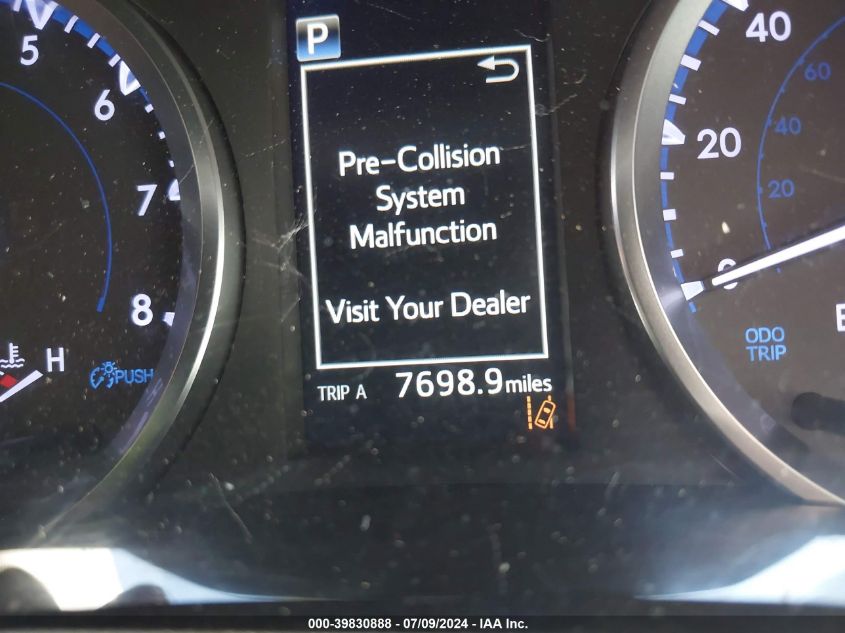 P
Pre-Collision
System
Malfunction
Visit Your Dealer
TRIP A 7698.9 miles
5
6
7
8
H
PUSH
40
20
0
60
40
20
ODO
TRIP
000-39830888 / 07/09/2024 - IAA Inc.